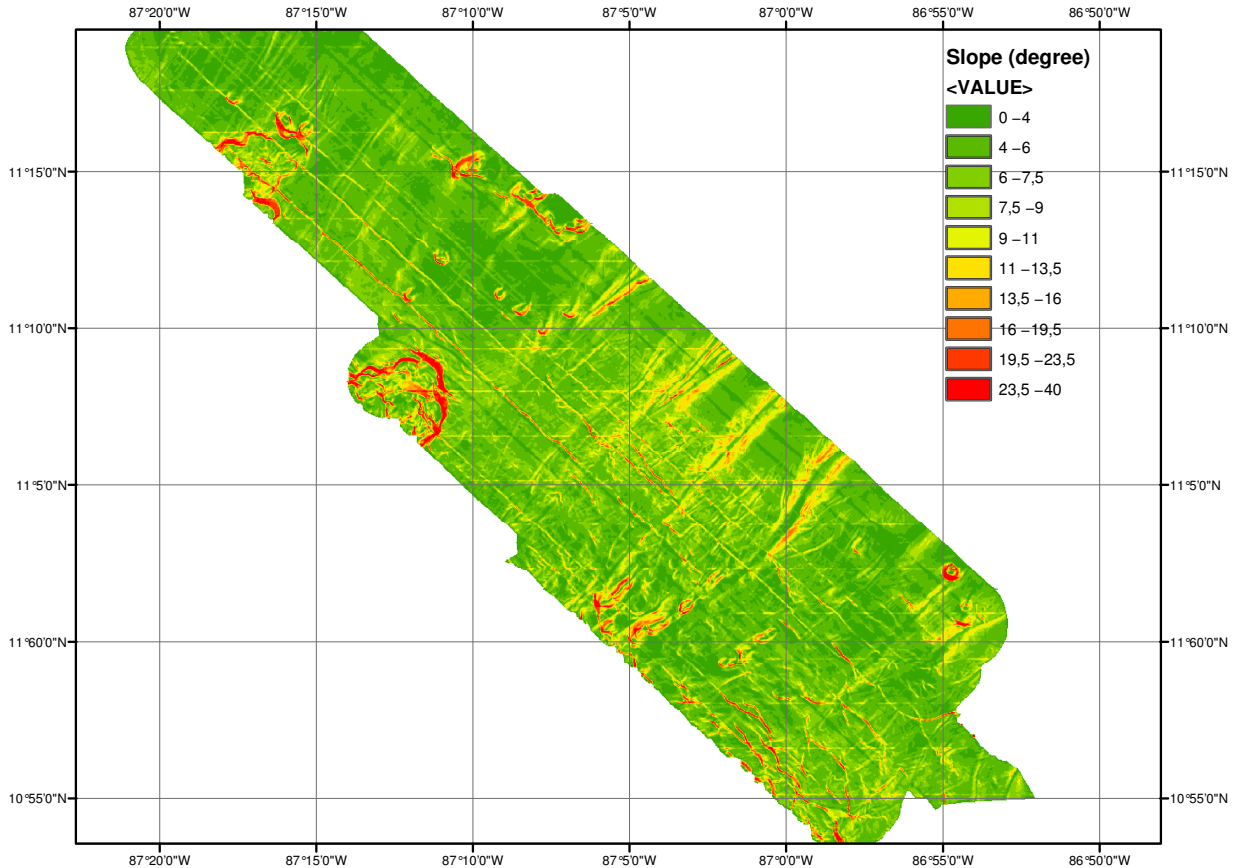 87°20'0"W 87°15'0"W 87°10'0"W 87°5'0"W 87°0'0"W 86°55'0"W 86°50'0"W
Slope (degree)
<VALUE>
0 –4
4 –6
6 –7,5
7,5 –9
9 –11
11 –13,5
13,5 –16
16 –19,5
19,5 –23,5
23,5 –40
11°15'0"N 11°15'0"N
11°10'0"N 11°10'0"N
11°5'0"N 11°5'0"N
11°60'0"N 11°60'0"N
10°55'0"N 10°55'0"N
87°20'0"W 87°15'0"W 87°10'0"W 87°5'0"W 87°0'0"W 86°55'0"W 86°50'0"W